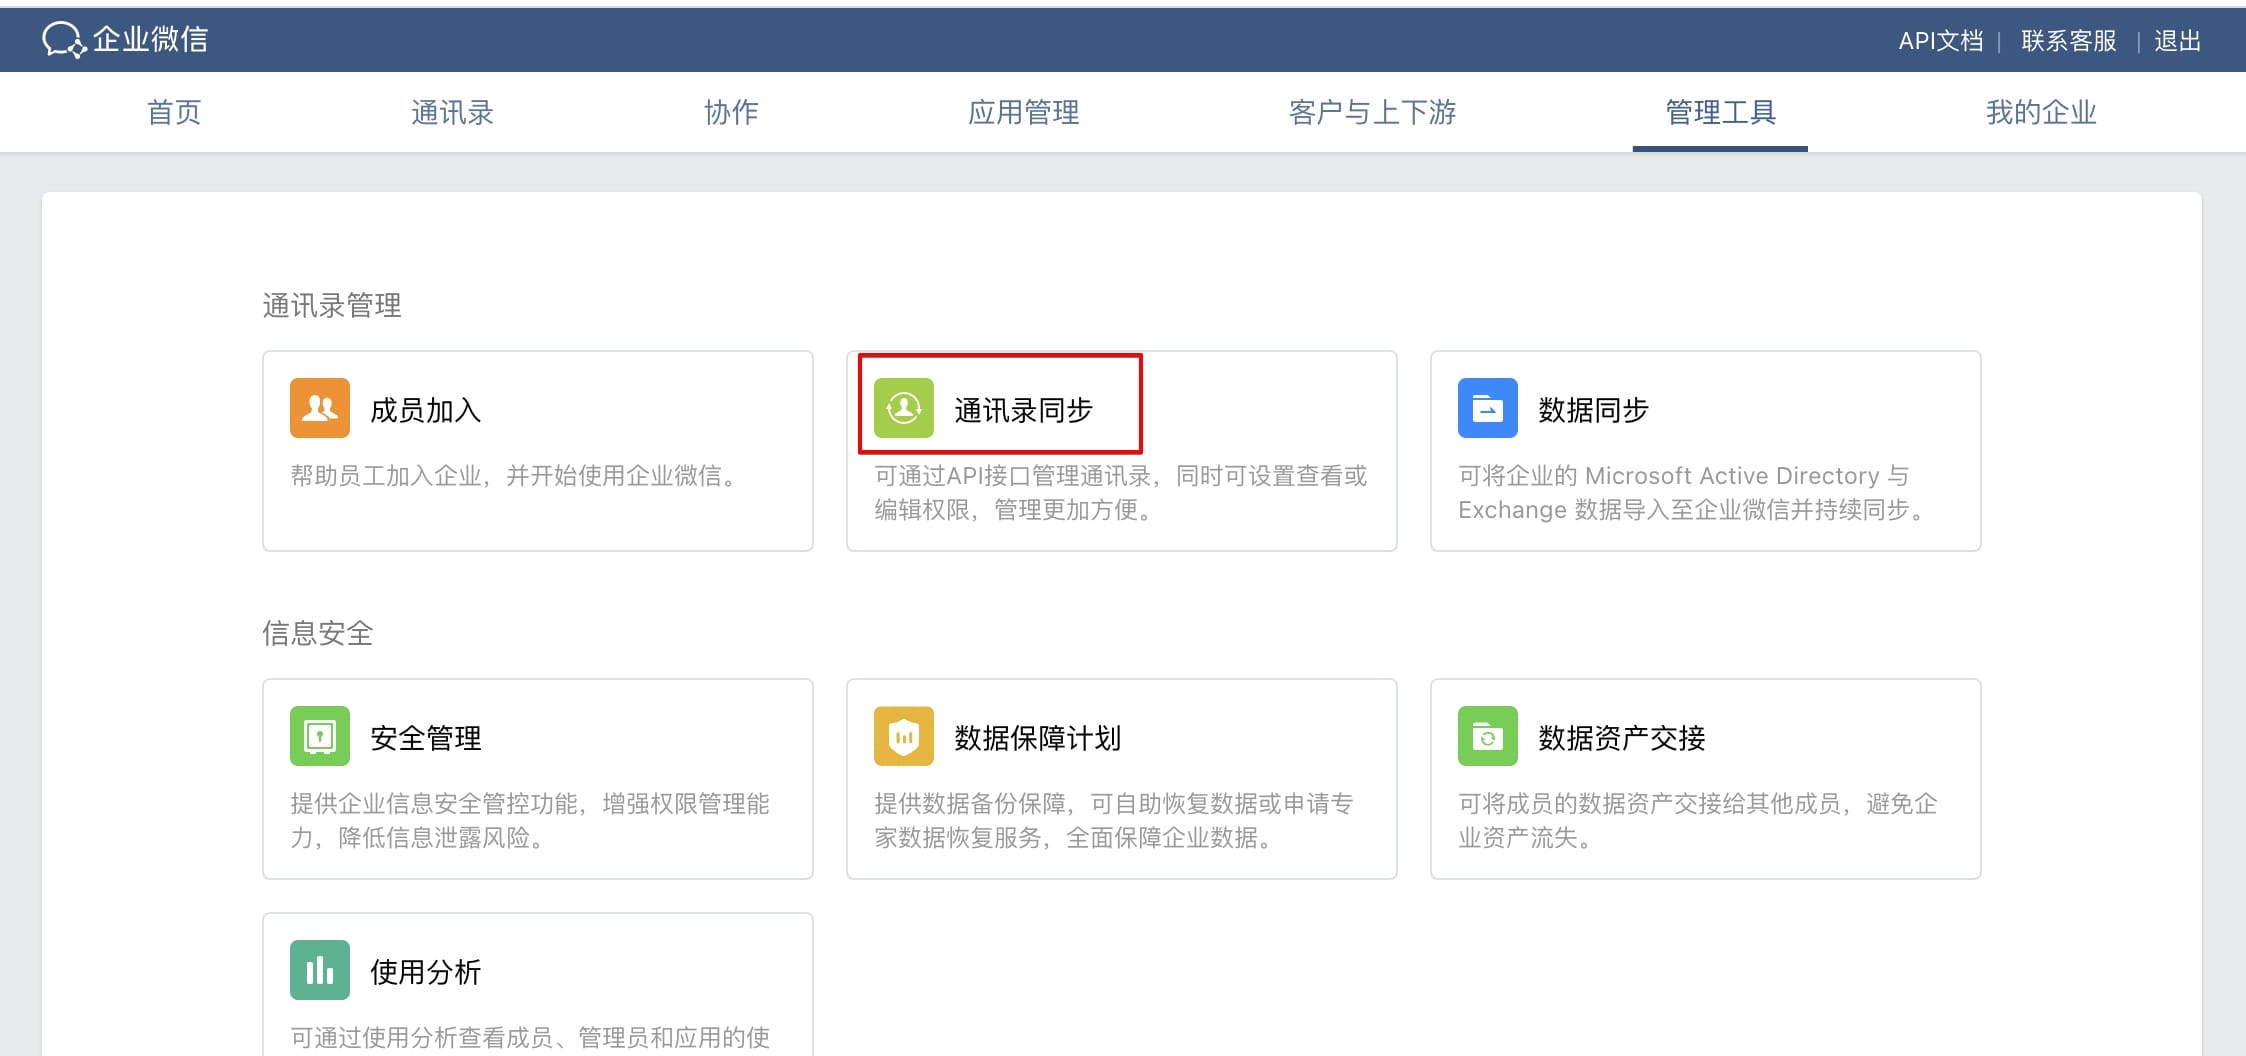 企业微信
API文档 | 联系客服 | 退出
首页 通讯录 协作 应用管理 客户与上下游 管理工具 我的企业
通讯录管理
成员加入
帮助员工加入企业，并开始使用企业微信。
通讯录同步
可通过API接口管理通讯录，同时可设置查看或
编辑权限，管理更加方便。
数据同步
可将企业的 Microsoft Active Directory 与
Exchange 数据导入至企业微信并持续同步。
信息安全
安全管理
提供企业信息安全管控功能，增强权限管理能
力，降低信息泄露风险。
数据保障计划
提供数据备份保障，可自助恢复数据或申请专
家数据恢复服务，全面保障企业数据。
数据资产交接
可将成员的数据资产交接给其他成员，避免企
业资产流失。
使用分析
可通过使用分析查看成员、管理员和应用的使